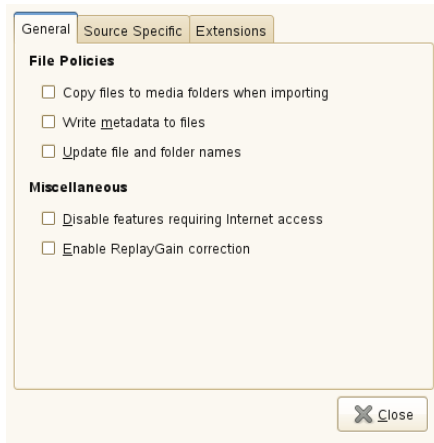 General Source Specific Extensions
File Policies
Copy files to media folders when importing
Write metadata to files
Update file and folder names
Miscellaneous
Disable features requiring Internet access
Enable ReplayGain correction
Close